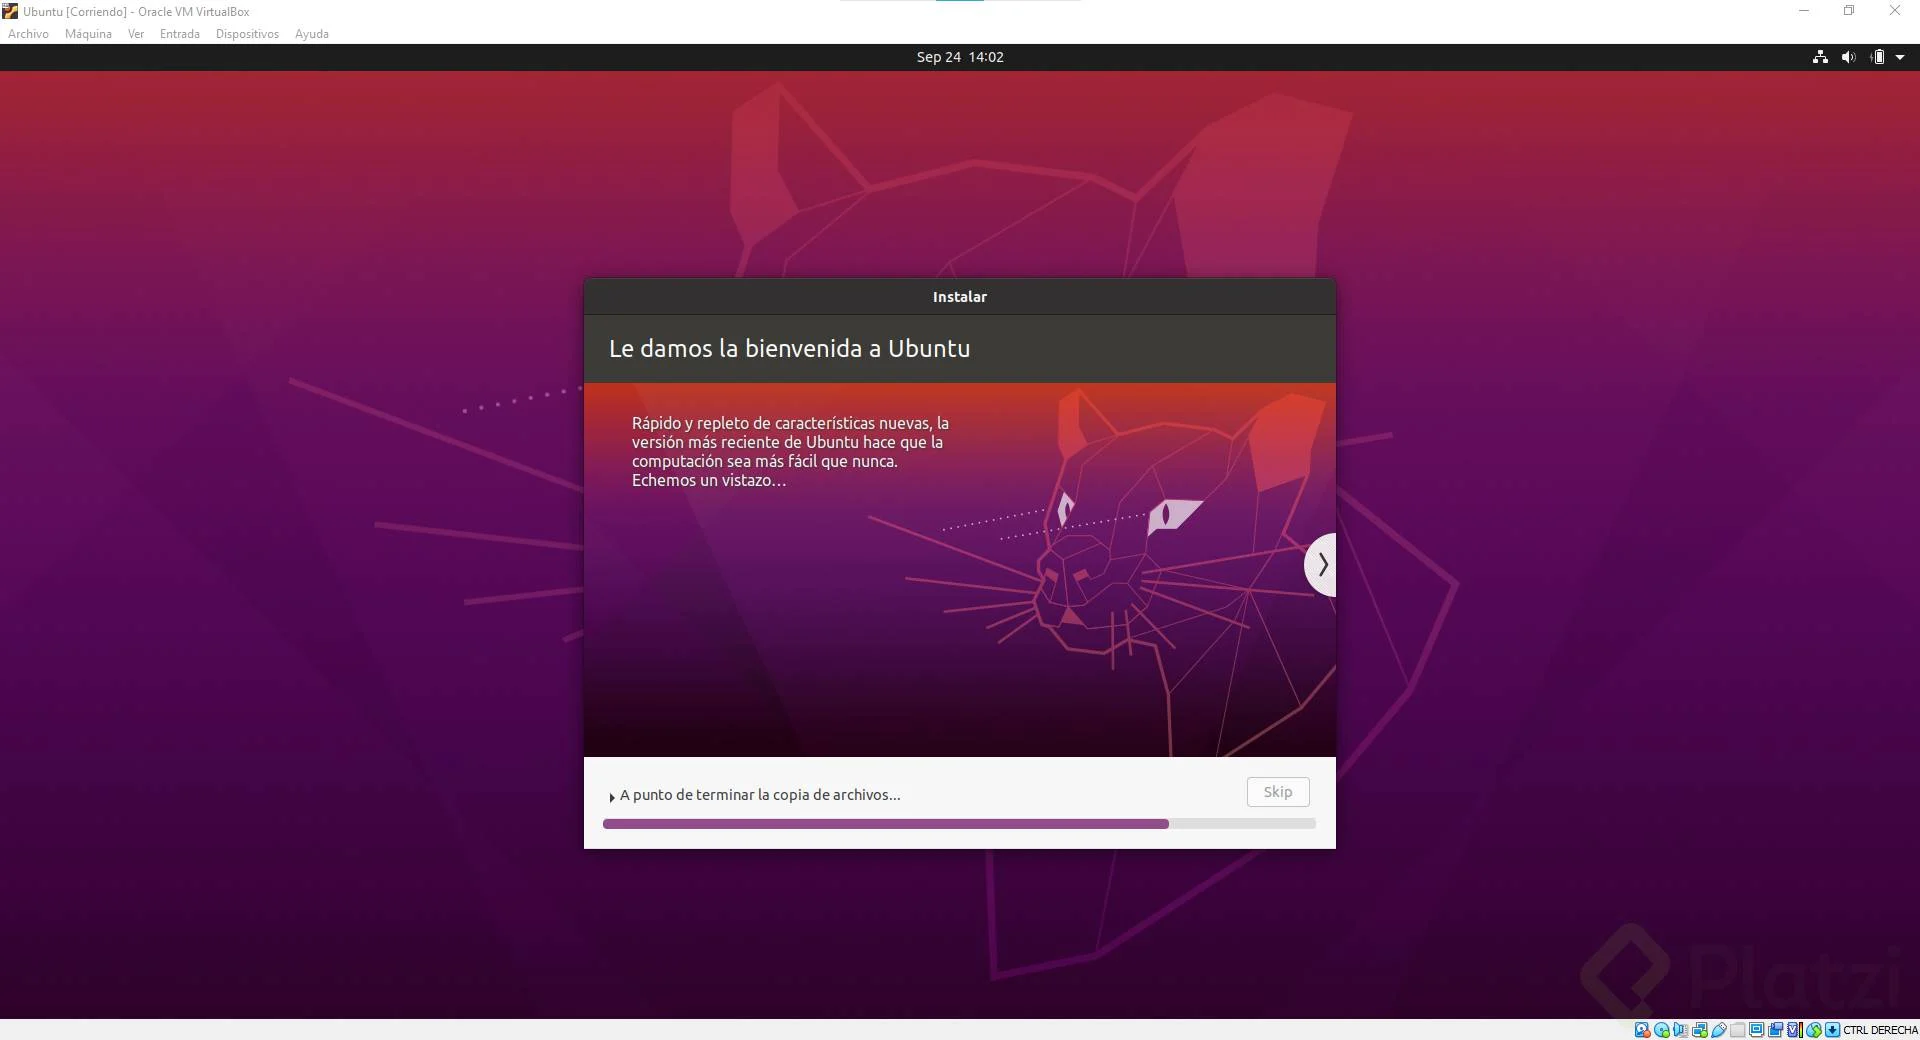 Ubuntu [Corriendo] - Oracle VM VirtualBox
Archivo Máquina Ver Entrada Dispositivos Ayuda
Sep 24 14:02
Instalar
Le damos la bienvenida a Ubuntu
Rápido y repleto de características nuevas, la
versión más reciente de Ubuntu hace que la
computación sea más fácil que nunca.
Echemos un vistazo…
A punto de terminar la copia de archivos...
Skip
Platzi
CTRL DERECHA